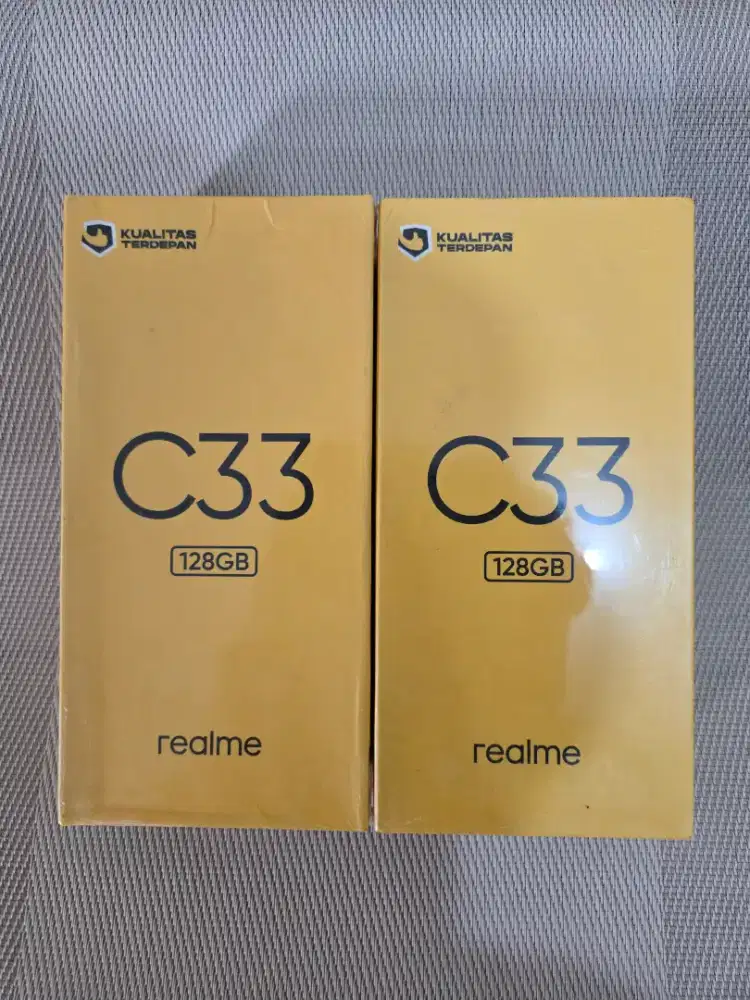 KUALITAS
TERDEPAN
C33
128GB
realme
KUALITAS
TERDEPAN
C33
128GB
realme